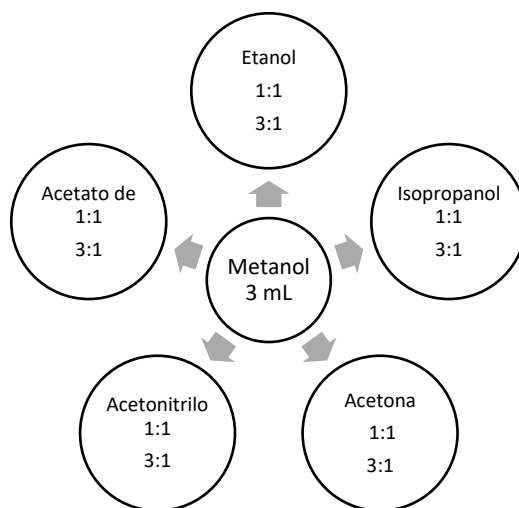 Etanol
1:1
3:1
Acetato de
1:1
3:1
Isopropanol
1:1
3:1
Metanol
3 mL
Acetonitrilo
1:1
3:1
Acetona
1:1
3:1